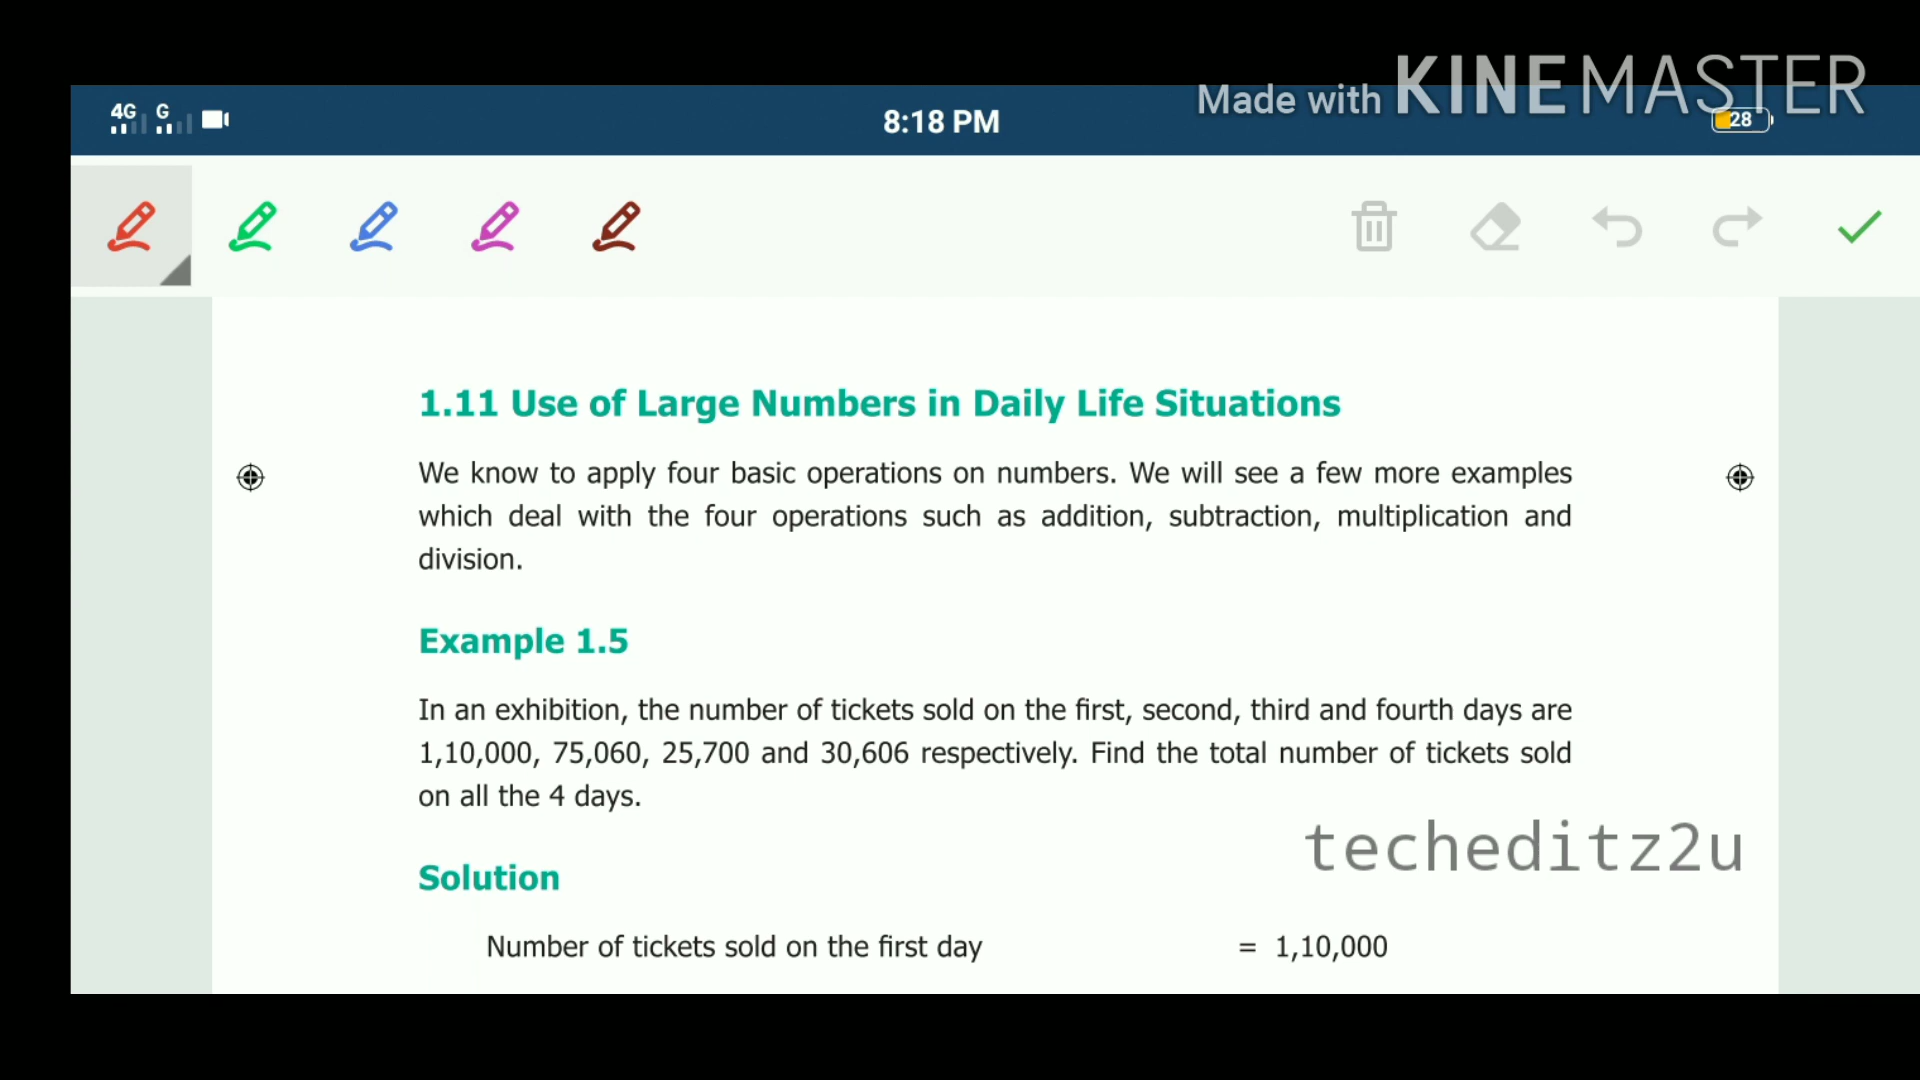 Made with KINEMASTER
4G G 8:18 PM 28
1.11 Use of Large Numbers in Daily Life Situations
We know to apply four basic operations on numbers. We will see a few more examples
which deal with the four operations such as addition, subtraction, multiplication and
division.
Example 1.5
In an exhibition, the number of tickets sold on the first, second, third and fourth days are
1,10,000, 75,060, 25,700 and 30,606 respectively. Find the total number of tickets sold
on all the 4 days.
techeditz2u
Solution
Number of tickets sold on the first day = 1,10,000